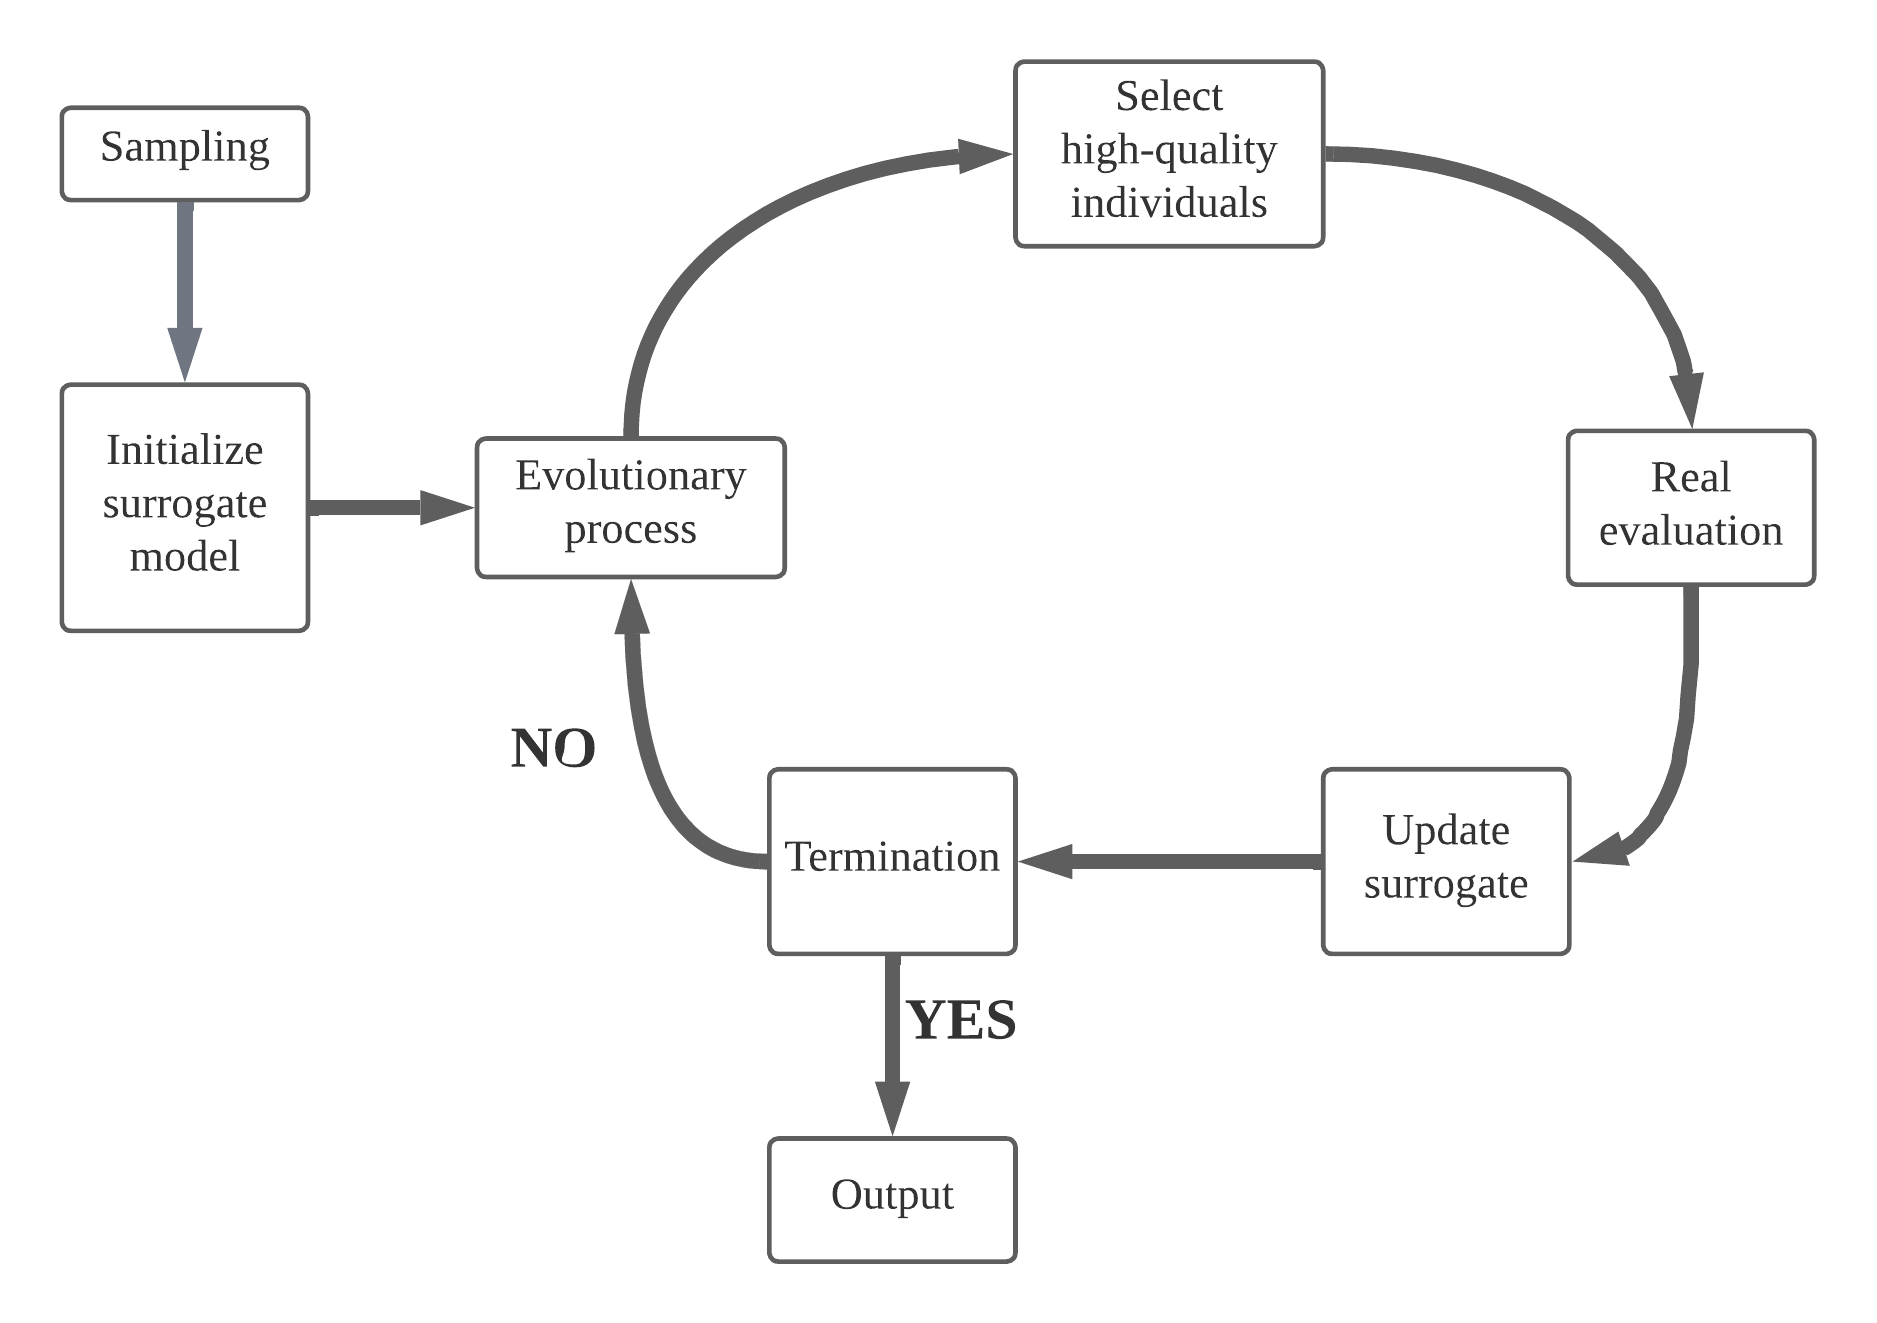 Sampling
Initialize
surrogate
model
Evolutionary
process
Select
high-quality
individuals
Real
evaluation
Update
surrogate
Termination
NO
YES
Output